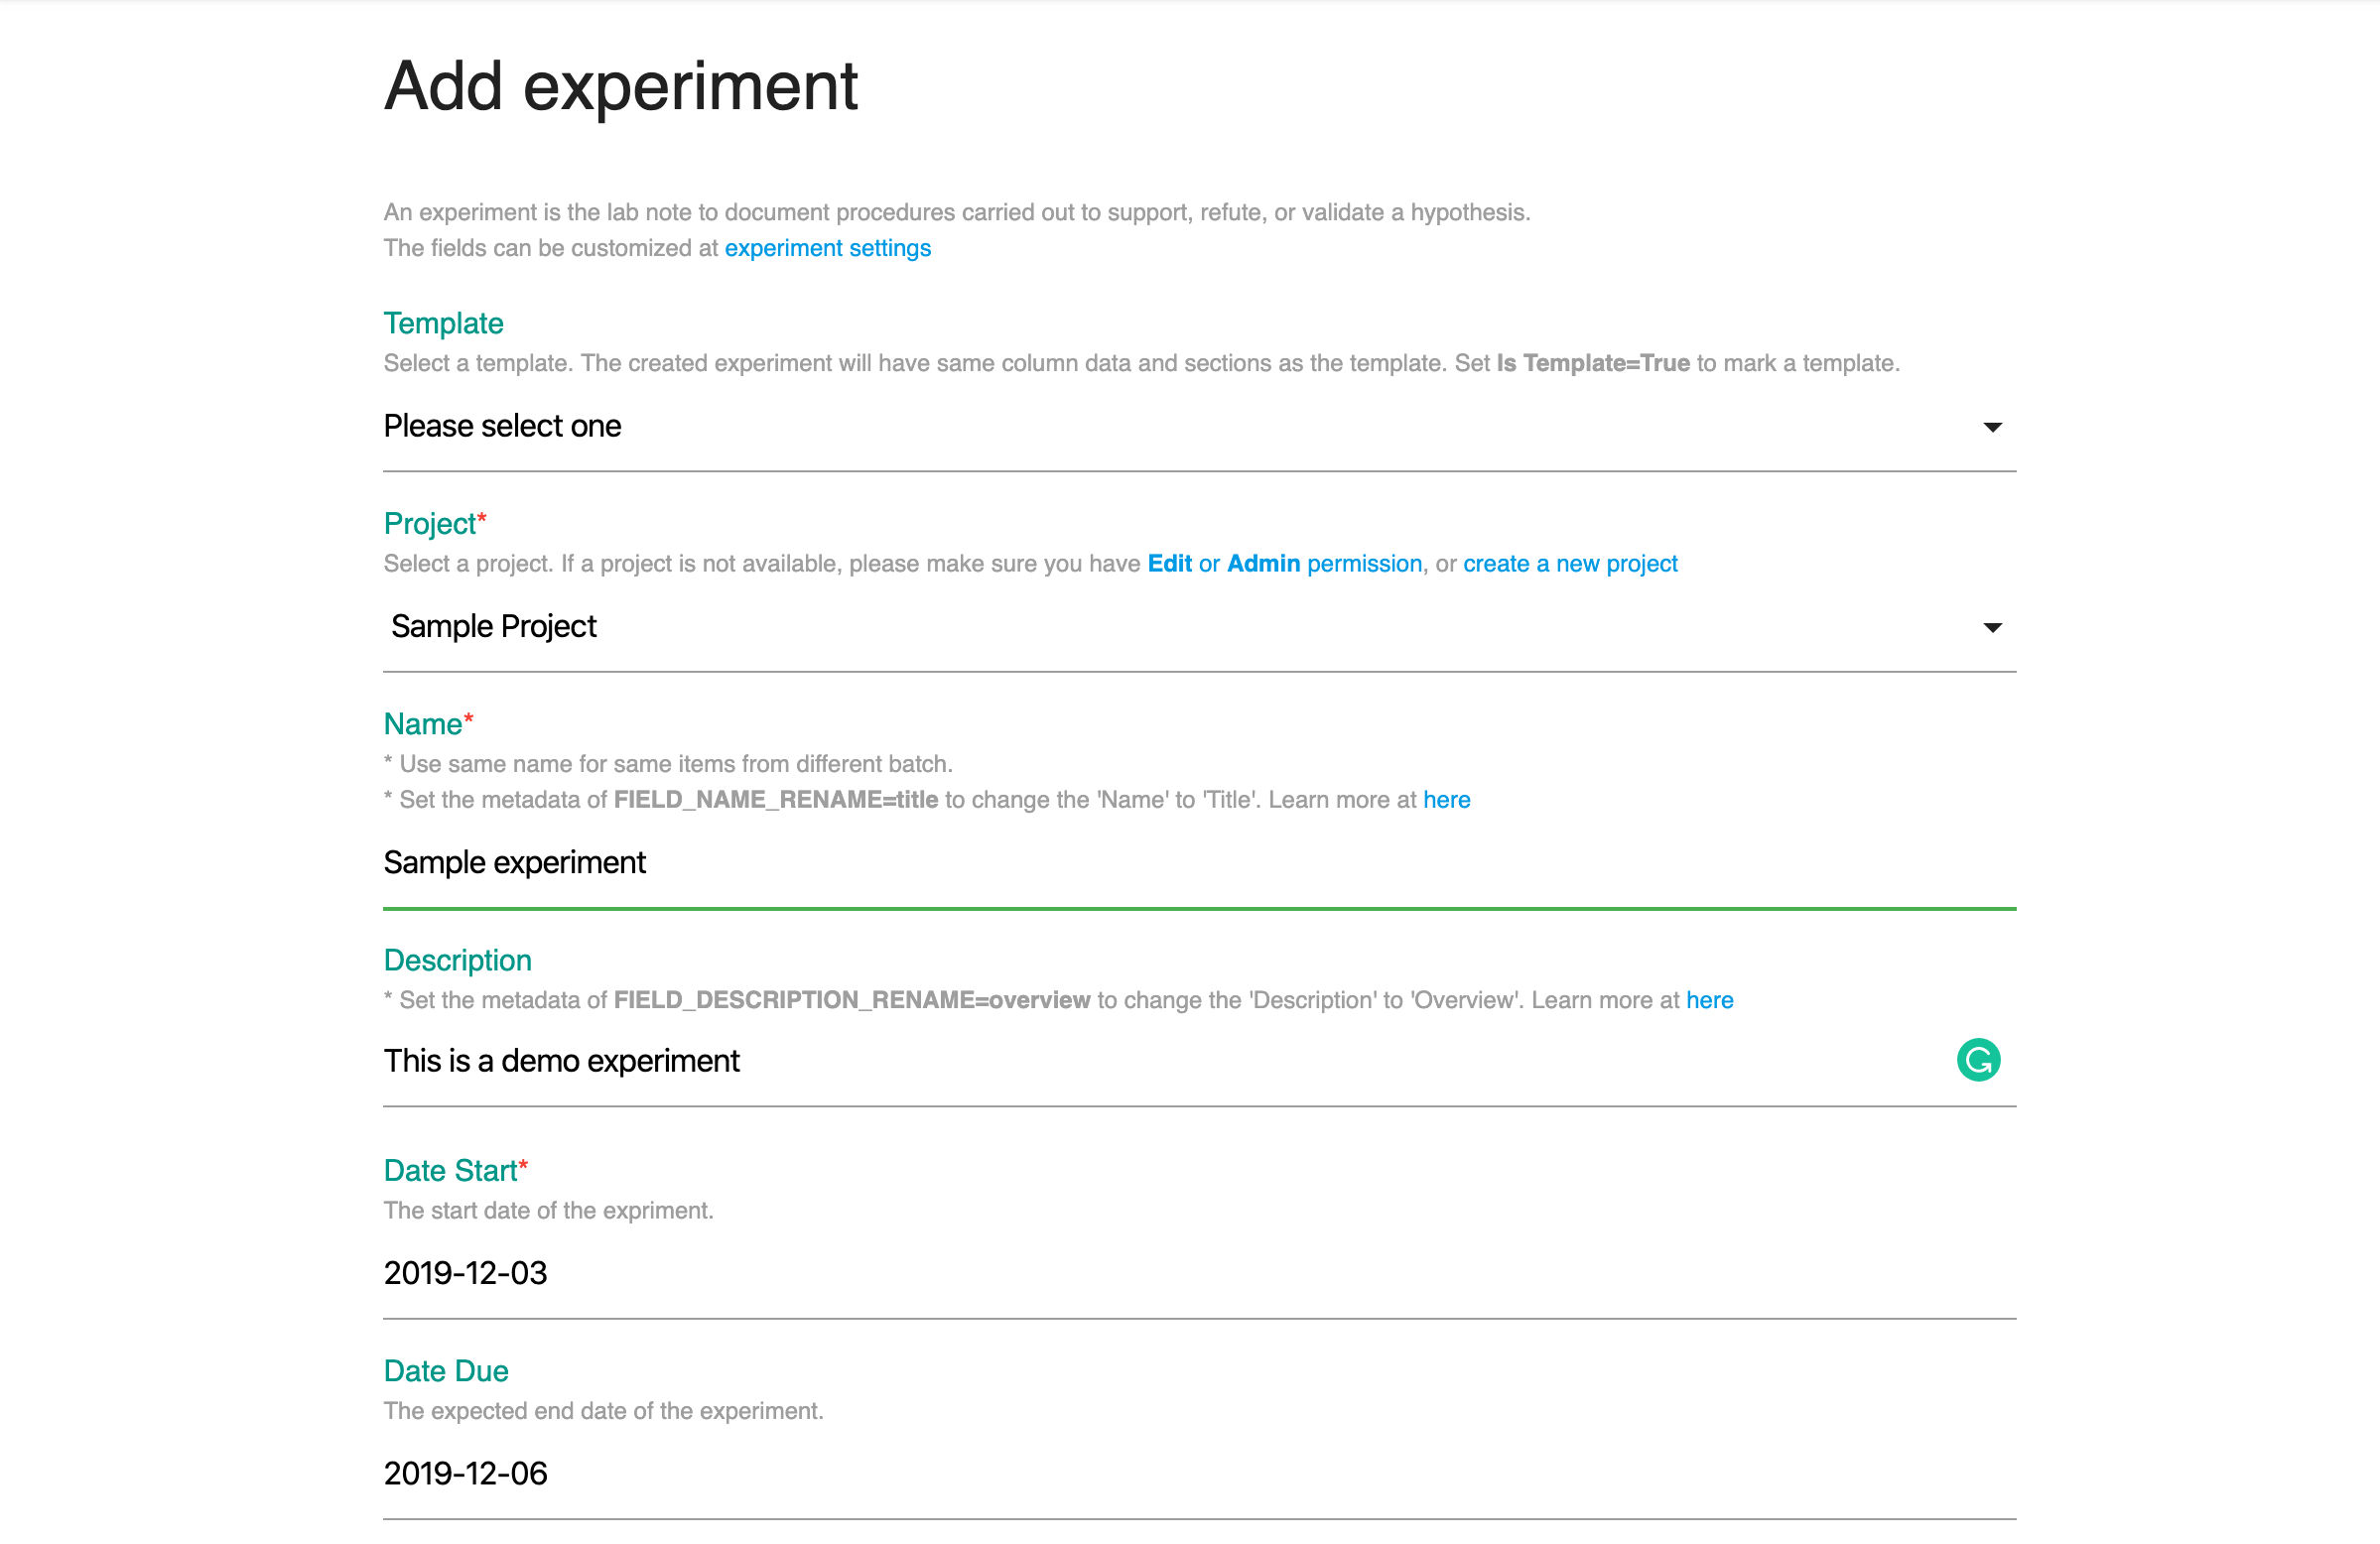 Add experiment
An experiment is the lab note to document procedures carried out to support, refute, or validate a hypothesis.
The fields can be customized at experiment settings
Template
Select a template. The created experiment will have same column data and sections as the template. Set Is Template=True to mark a template.
Please select one
Project*
Select a project. If a project is not available, please make sure you have Edit or Admin permission, or create a new project
Sample Project
Name*
* Use same name for same items from different batch.
* Set the metadata of FIELD_NAME_RENAME=title to change the 'Name' to 'Title'. Learn more at here
Sample experiment
Description
* Set the metadata of FIELD_DESCRIPTION_RENAME=overview to change the 'Description' to 'Overview'. Learn more at here
This is a demo experiment
Date Start*
The start date of the expriment.
2019-12-03
Date Due
The expected end date of the experiment.
2019-12-06